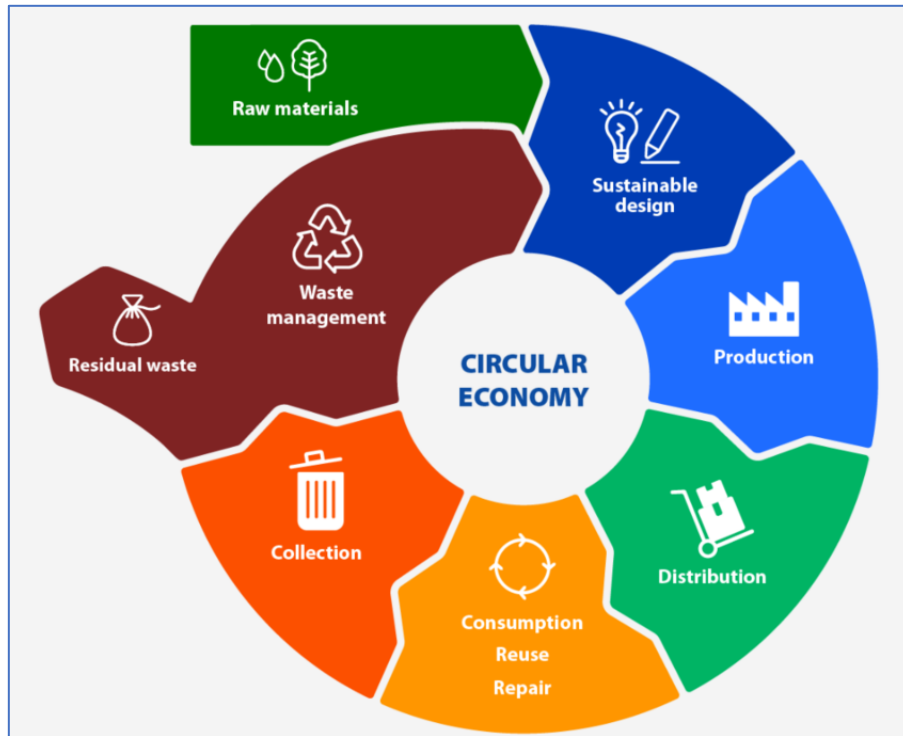 Raw materials
Sustainable
design
Production
Distribution
Consumption
Reuse
Repair
Collection
Waste
management
Residual waste
CIRCULAR
ECONOMY